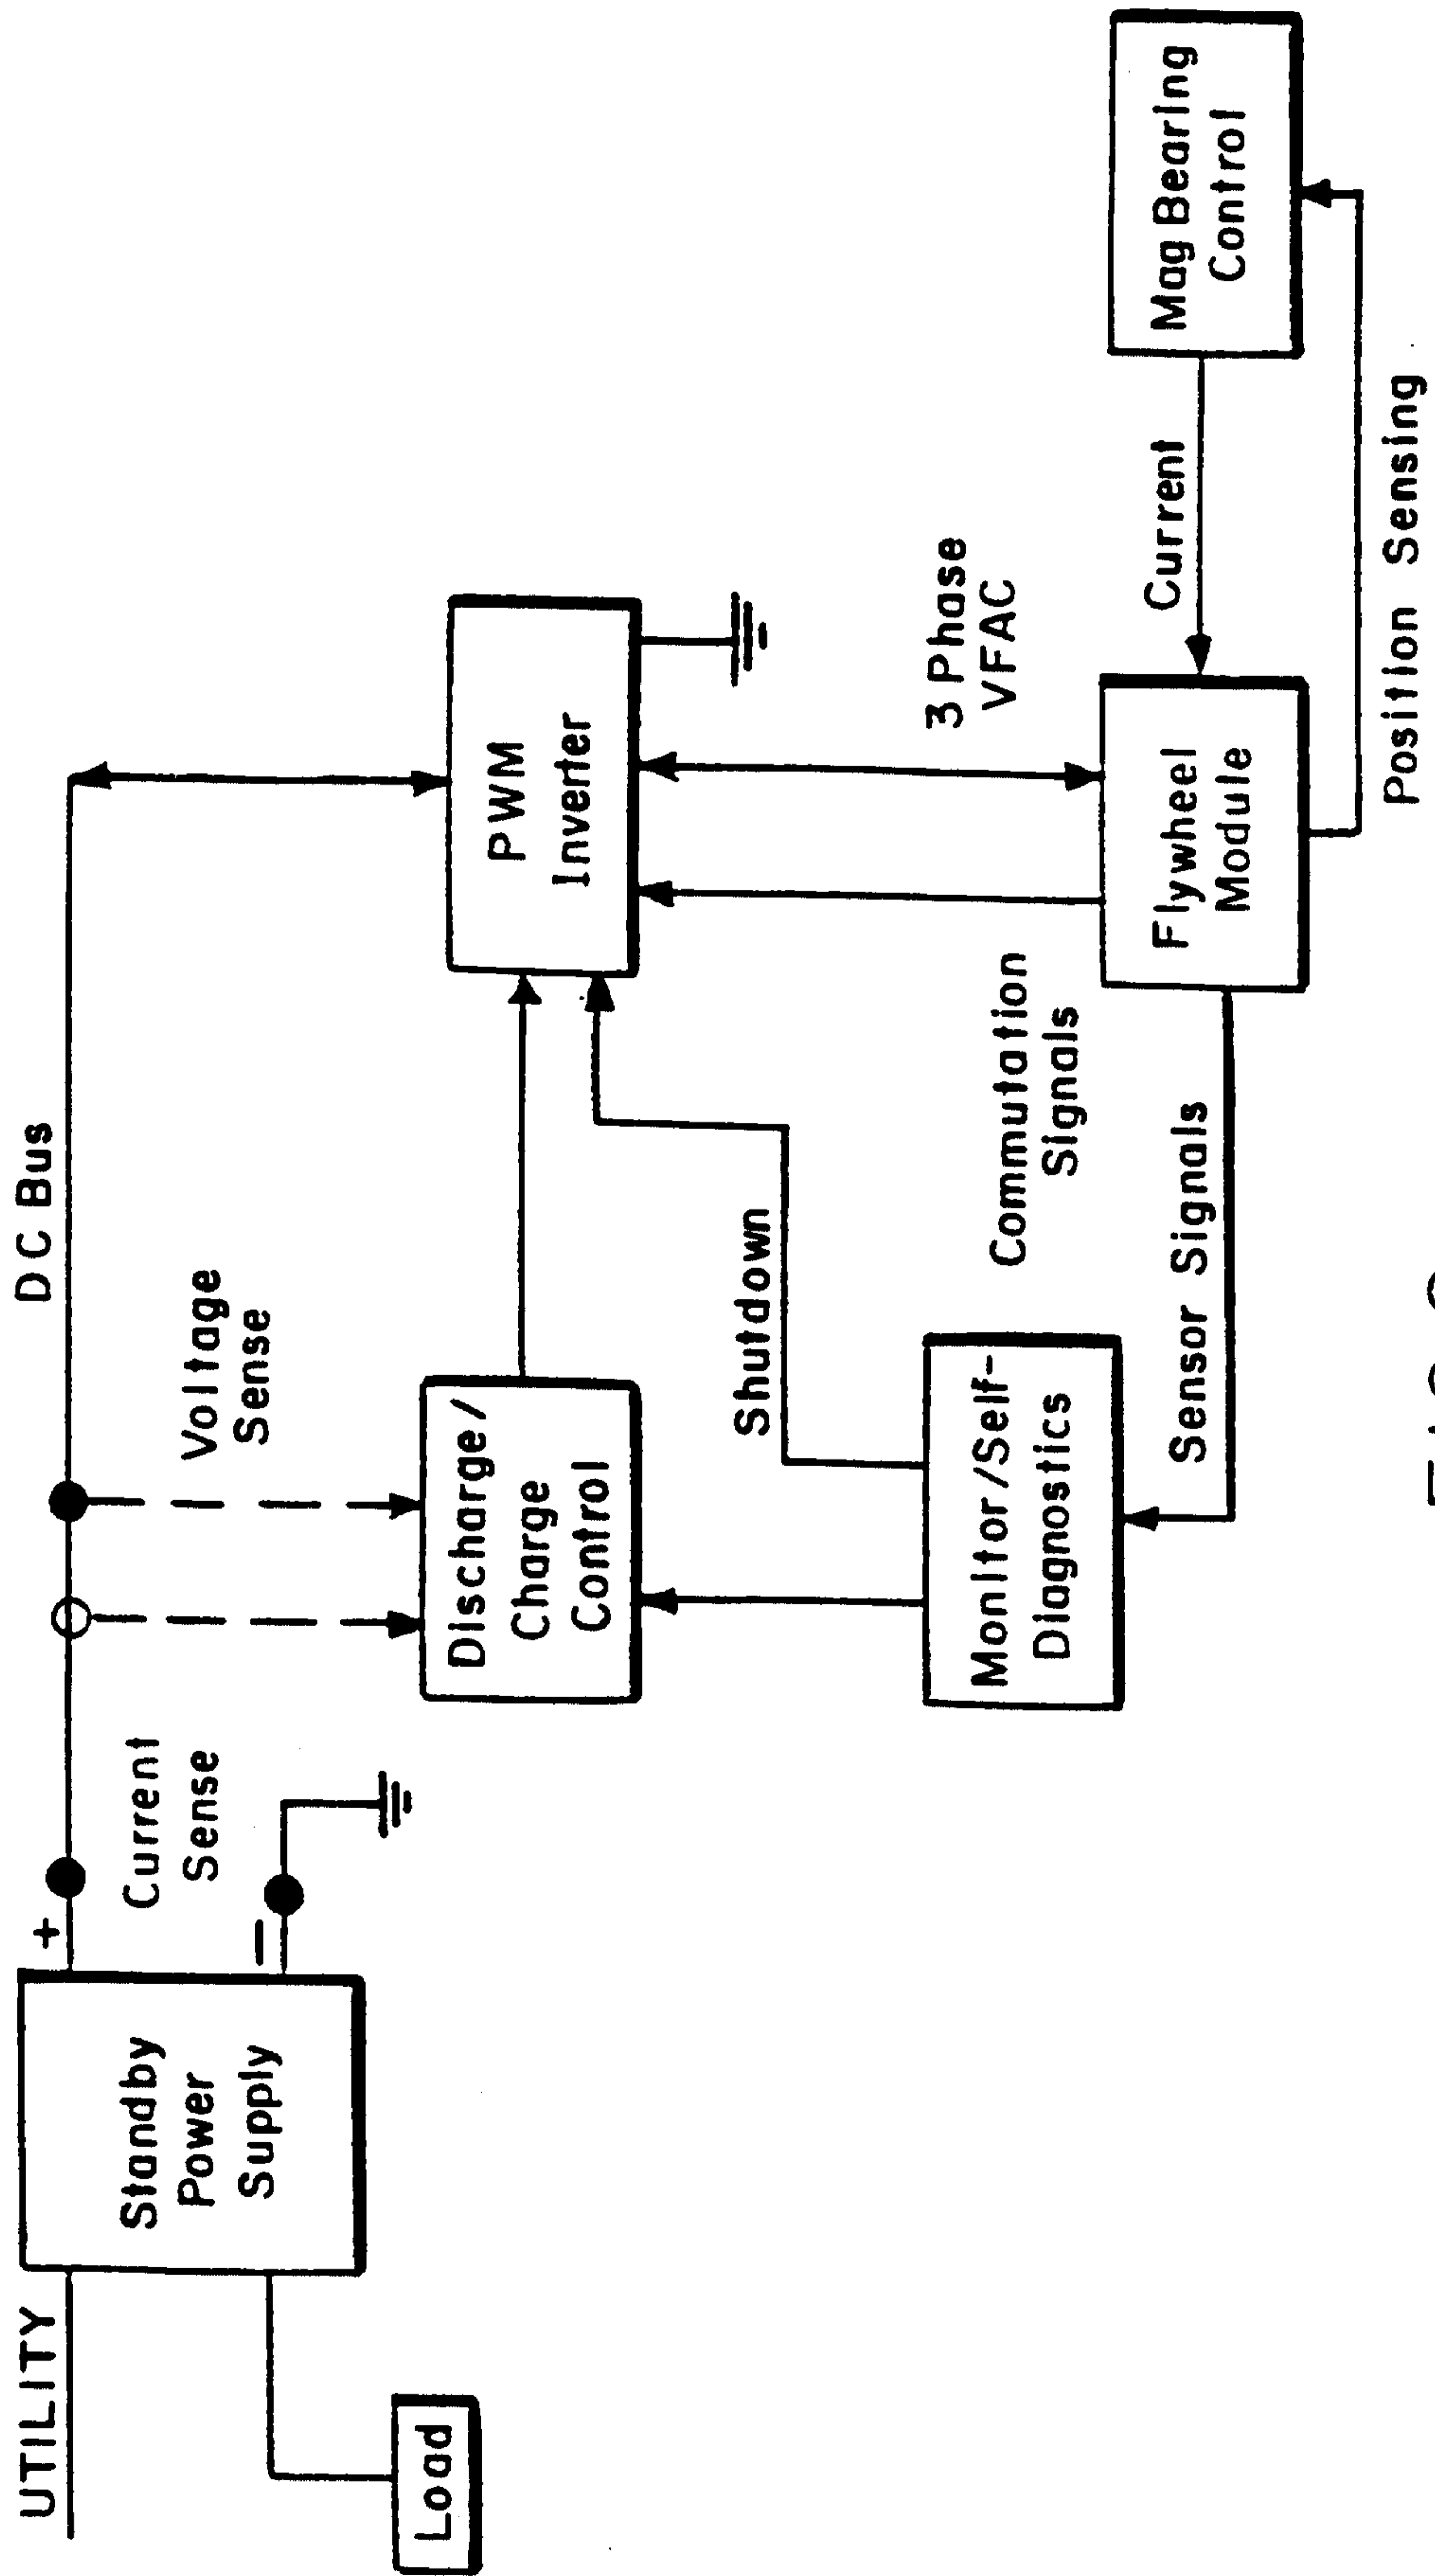 UTILITY
Load
Standby
Power
Supply
+
−
Current
Sense
Voltage
Sense
DC Bus
Discharge/
Charge
Control
PWM
Inverter
Shutdown
Monitor/Self-
Diagnostics
Commutation
Signals
3 Phase
VFAC
Sensor Signals
Flywheel
Module
Current
Mag Bearing
Control
Position Sensing